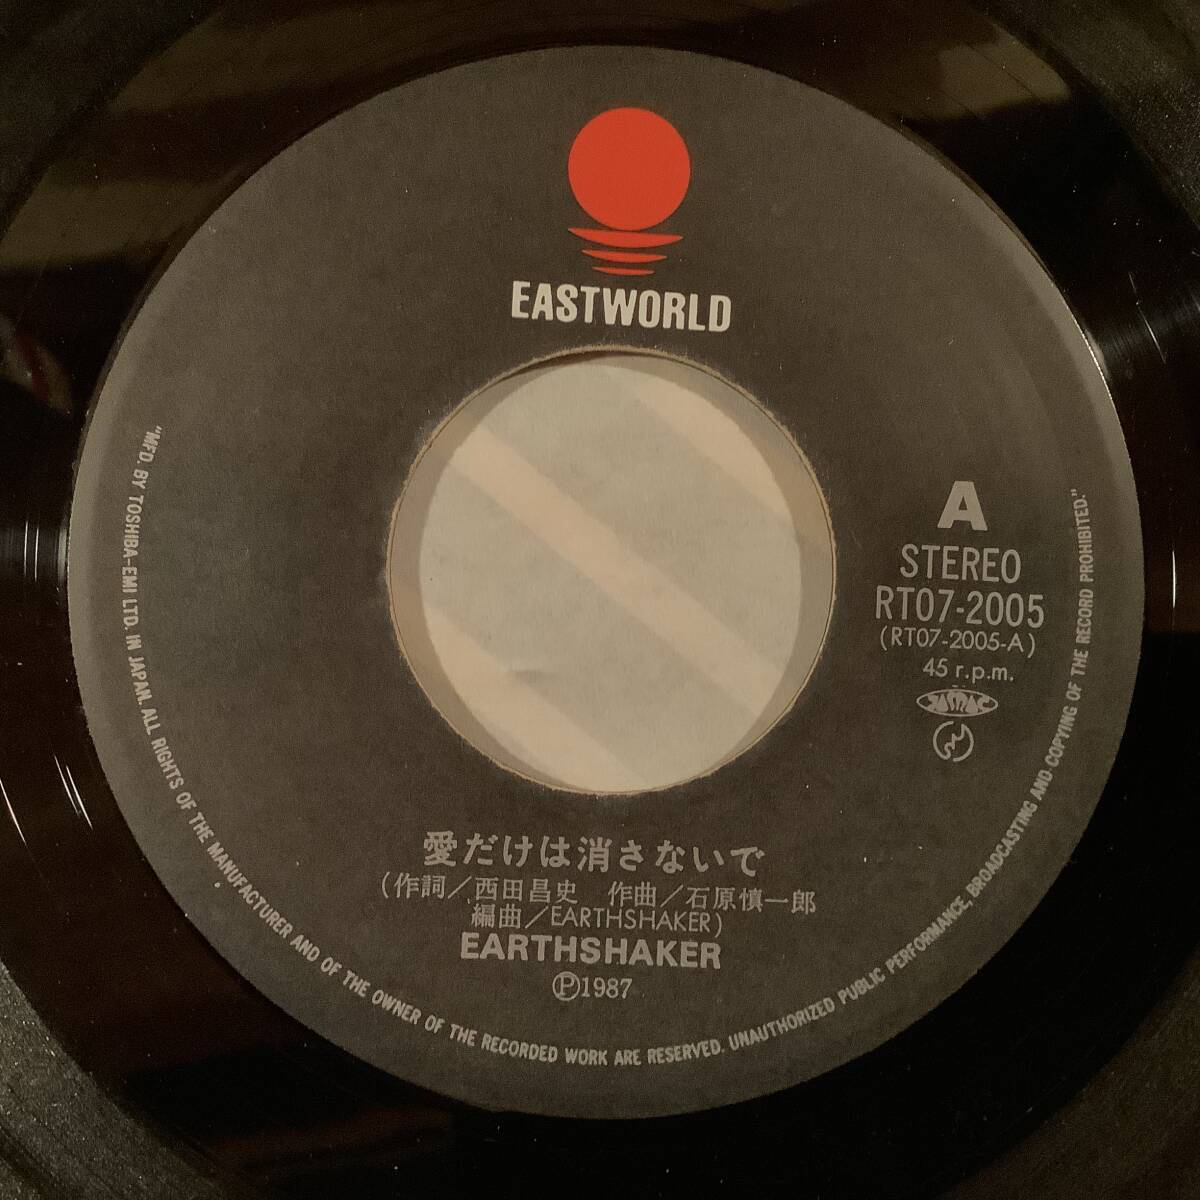 EASTWORLD
A
STEREO
RT07-2005
(RT07-2005-A)
45 r.p.m.
JASRAC
愛だけは消さないで
(作詞/西田昌史 作曲/石原慎一郎
編曲/EARTHSHAKER)
EARTHSHAKER
Ⓟ1987
"MFD. BY TOSHIBA-EMI LTD. IN JAPAN. ALL RIGHTS OF THE MANUFACTURER AND OF THE OWNER OF THE RECORDED WORK ARE RESERVED. UNAUTHORIZED PUBLIC PERFORMANCE, BROADCASTING AND COPYING OF THE RECORD PROHIBITED."